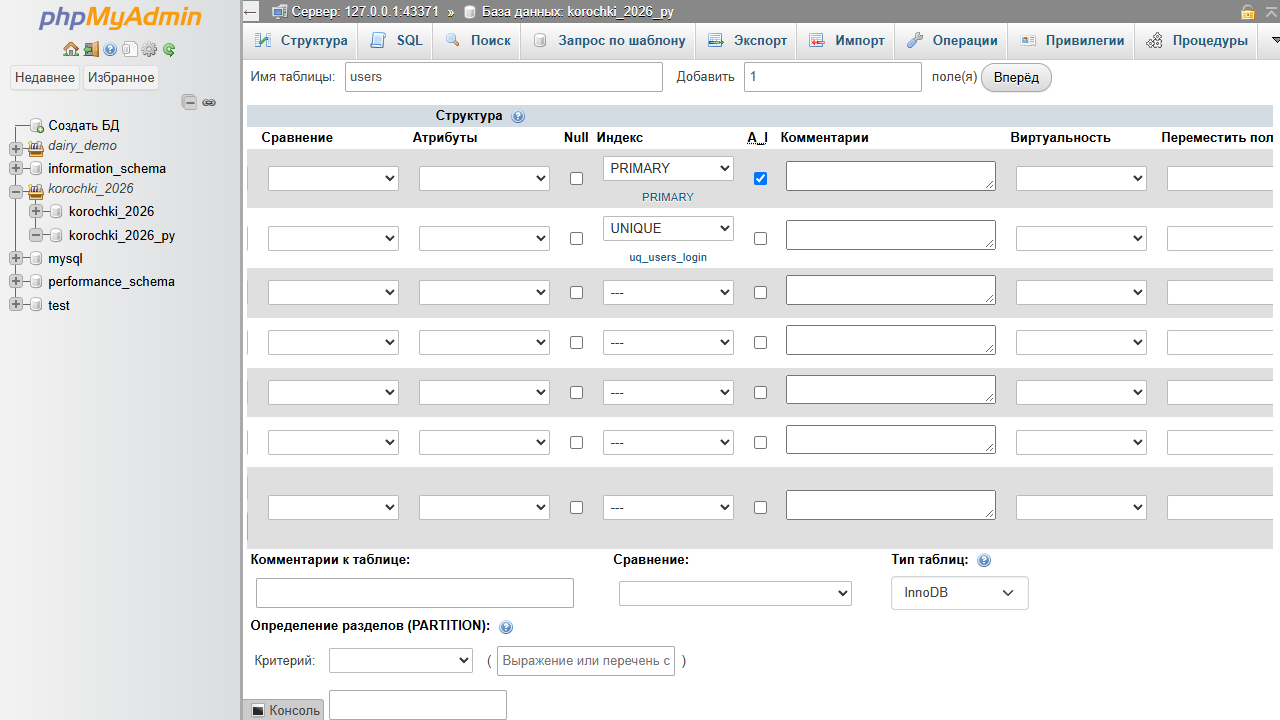 phpMyAdmin
Недавнее Избранное
Создать БД
dairy_demo
information_schema
korochki_2026
korochki_2026
korochki_2026_py
mysql
performance_schema
test
Сервер: 127.0.0.1:43371 » База данных: korochki_2026_py
Структура SQL Поиск Запрос по шаблону Экспорт Импорт Операции Привилегии Процедуры
Имя таблицы: users Добавить 1 поле(я) Вперёд
Структура
Сравнение Атрибуты Null Индекс A_I Комментарии Виртуальность Переместить пол
PRIMARY
PRIMARY
UNIQUE
uq_users_login
---
---
---
---
---
Комментарии к таблице: Сравнение: Тип таблиц:
InnoDB
Определение разделов (PARTITION):
Критерий: ( Выражение или перечень с )
Консоль